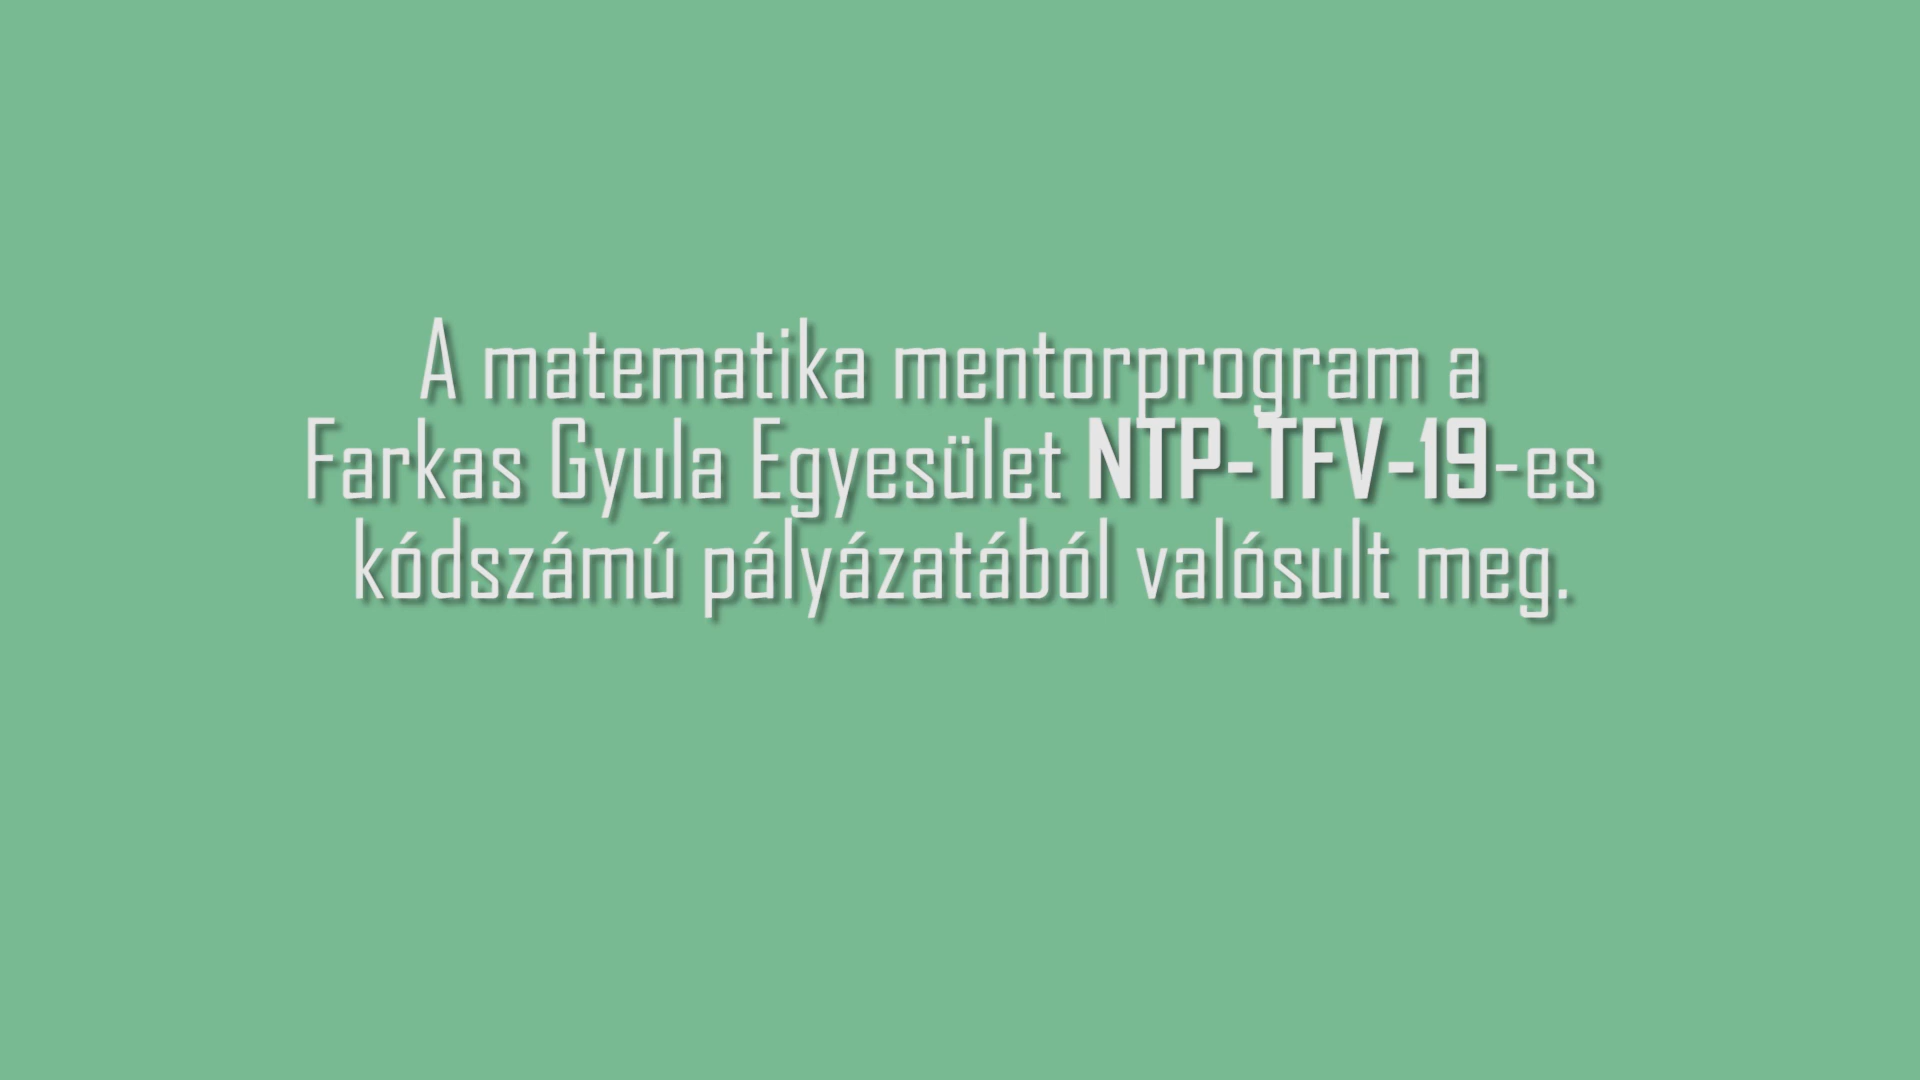 A matematika mentorprogram a
Farkas Gyula Egyesület NTP-TFV-19-es
kódszámú pályázatából valósult meg.